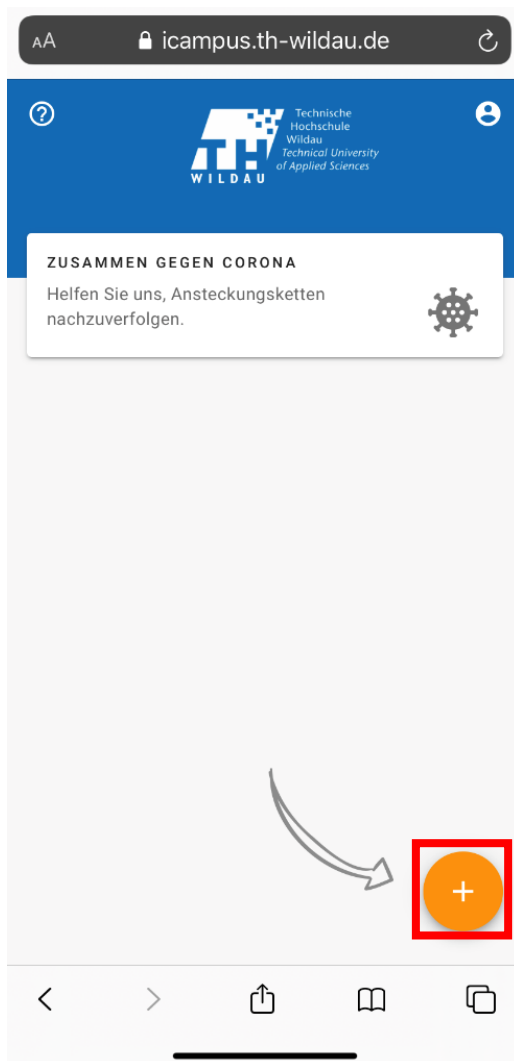 AA icampus.th-wildau.de
Technische
Hochschule
Wildau
Technical University
of Applied Sciences
TH
WILDAU
ZUSAMMEN GEGEN CORONA
Helfen Sie uns, Ansteckungsketten
nachzuverfolgen.
+